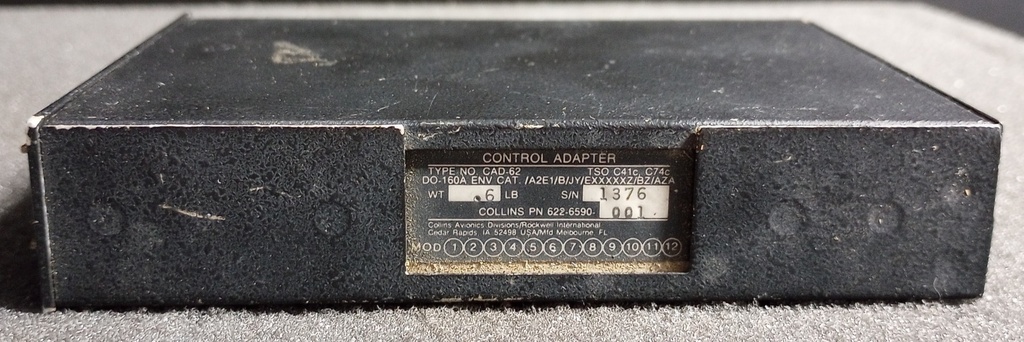 CONTROL ADAPTER
TYPE NO. CAD-62 TSO C41c, C74c
DO-160A ENV CAT. /A2E1/B/JY/EXXXXXZ/BZ/AZA
WT .6 LB S/N 1376
COLLINS PN 622-6590- 001
Collins Avionics Divisions/Rockwell International
Cedar Rapids, IA 52498 USA/Mfd Melbourne, FL
MOD 1 2 3 4 5 6 7 8 9 10 11 12